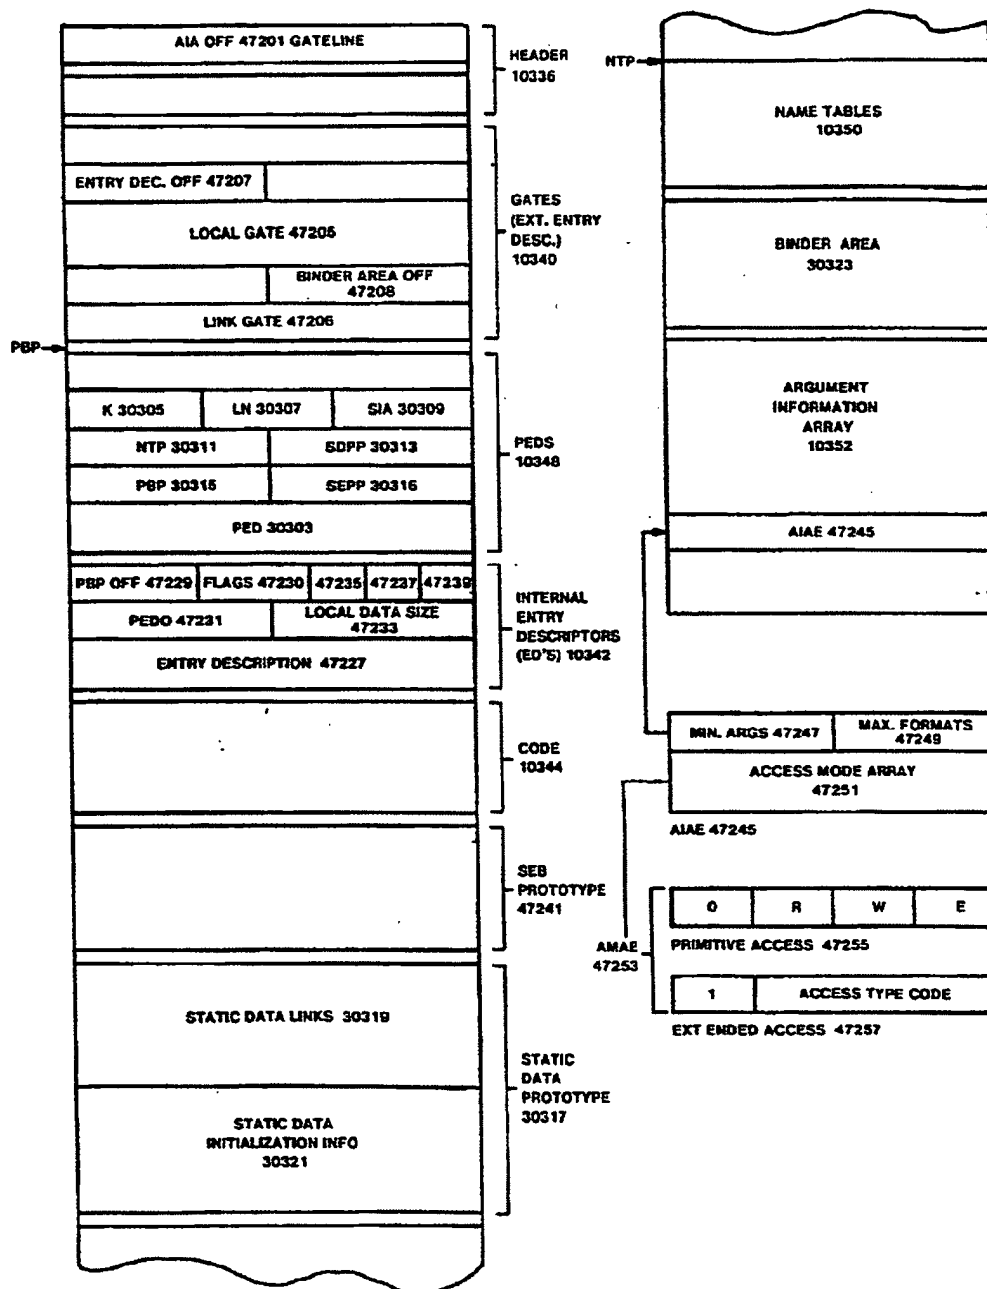 AIA OFF 47201 GATELINE
HEADER
10336
ENTRY DEC. OFF 47207
LOCAL GATE 47205
BINDER AREA OFF
47208
LINK GATE 47206
GATES
(EXT. ENTRY
DESC.)
10340
PBP
K 30305
LN 30307
SIA 30309
NTP 30311
SDPP 30313
PBP 30315
SEPP 30316
PED 30303
PEDS
10348
PBP OFF 47229
FLAGS 47230
47235
47237
47239
PEDO 47231
LOCAL DATA SIZE
47233
ENTRY DESCRIPTION 47227
INTERNAL
ENTRY
DESCRIPTORS
(ED'S) 10342
CODE
10344
SEB
PROTOTYPE
47241
STATIC DATA LINKS 30319
STATIC DATA
INITIALIZATION INFO
30321
STATIC
DATA
PROTOTYPE
30317
NTP
NAME TABLES
10350
BINDER AREA
30323
ARGUMENT
INFORMATION
ARRAY
10352
AIAE 47245
MIN. ARGS 47247
MAX. FORMATS
47249
ACCESS MODE ARRAY
47251
AIAE 47245
AMAE
47253
0 R W E
PRIMITIVE ACCESS 47255
1 ACCESS TYPE CODE
EXT ENDED ACCESS 47257